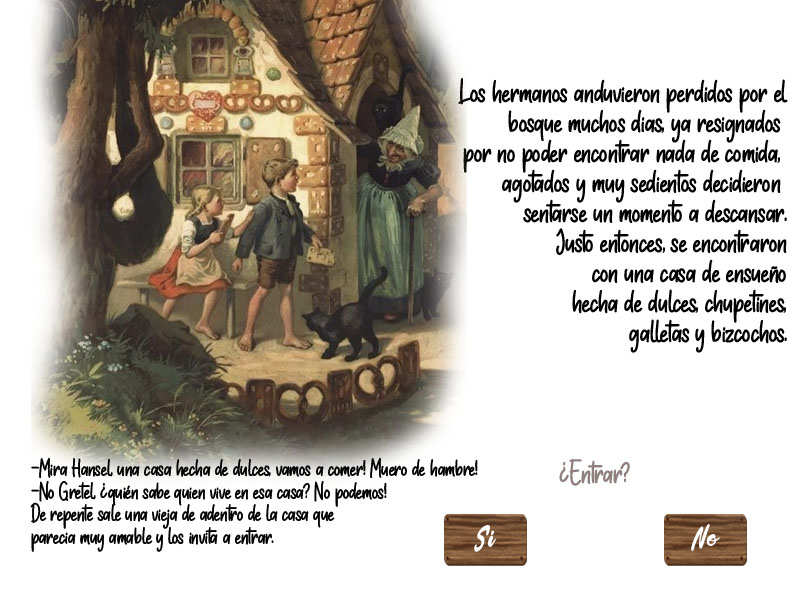 Los hermanos anduvieron perdidos por el
bosque muchos dias, ya resignados
por no poder encontrar nada de comida,
agotados y muy sedientos decidieron
sentarse un momento a descansar.
Justo entonces, se encontraron
con una casa de ensueño
hecha de dulces, chupetines,
galletas y bizcochos.
-Mira Hansel, una casa hecha de dulces, vamos a comer! Muero de hambre!
-No Gretel, ¿quién sabe quien vive en esa casa? No podemos!
De repente sale una vieja de adentro de la casa que
parecia muy amable y los invita a entrar.
¿Entrar?
Si
No